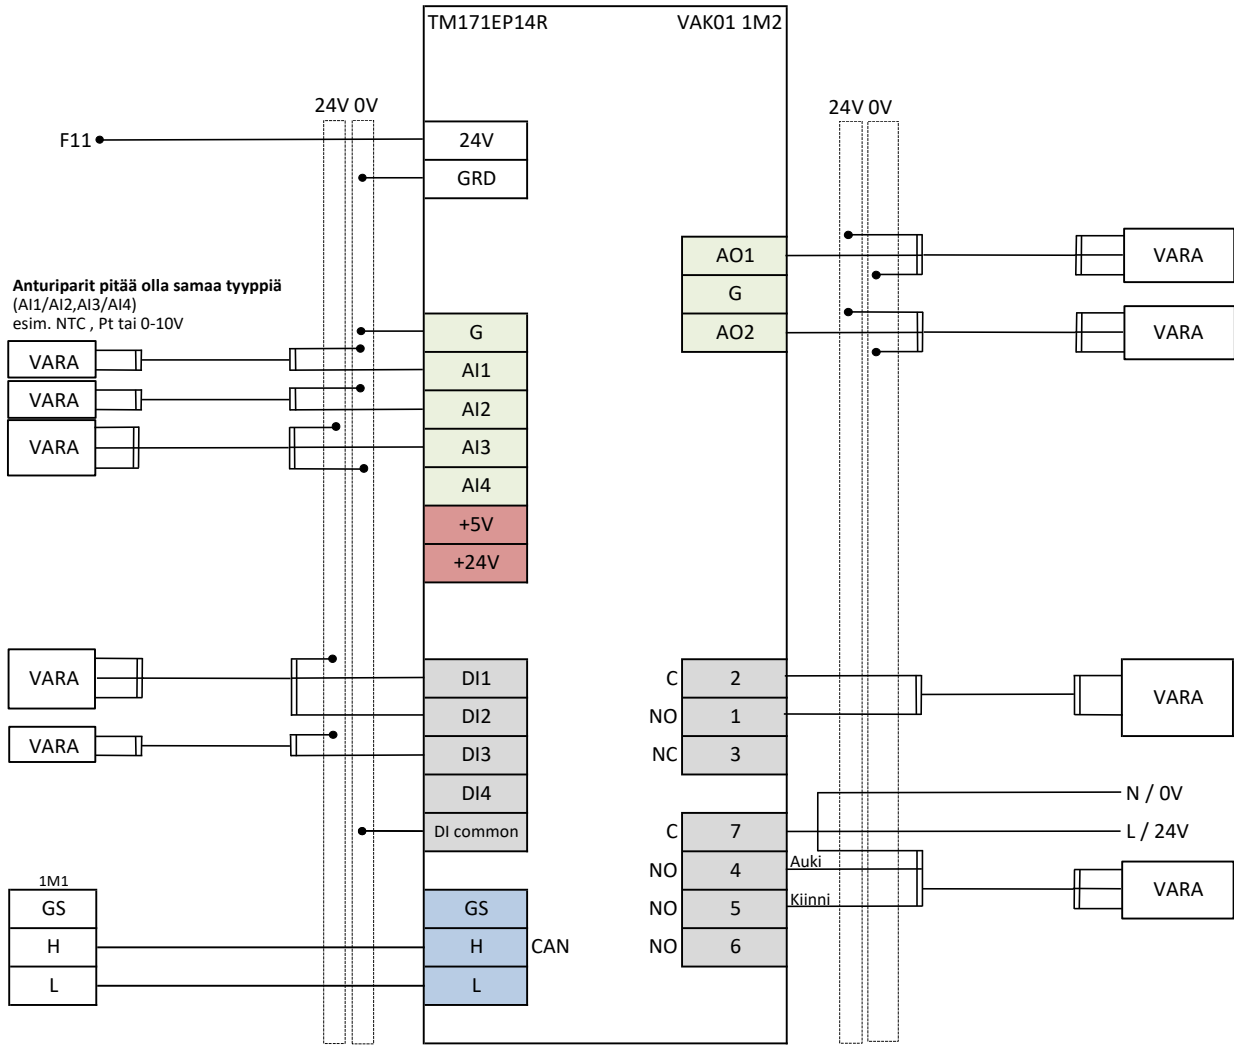 TM171EP14R VAK01 1M2
24V 0V
24V 0V
F11
24V
GRD
Anturiparit pitää olla samaa tyyppiä
(AI1/AI2,AI3/AI4)
esim. NTC , Pt tai 0-10V
VARA
VARA
VARA
G
AI1
AI2
AI3
AI4
+5V
+24V
AO1
G
AO2
VARA
VARA
VARA
VARA
DI1
DI2
DI3
DI4
DI common
C 2
NO 1
NC 3
VARA
N / 0V
L / 24V
C 7
NO 4 Auki
NO 5 Kiinni
NO 6
VARA
1M1
GS
H
L
GS
H CAN
L